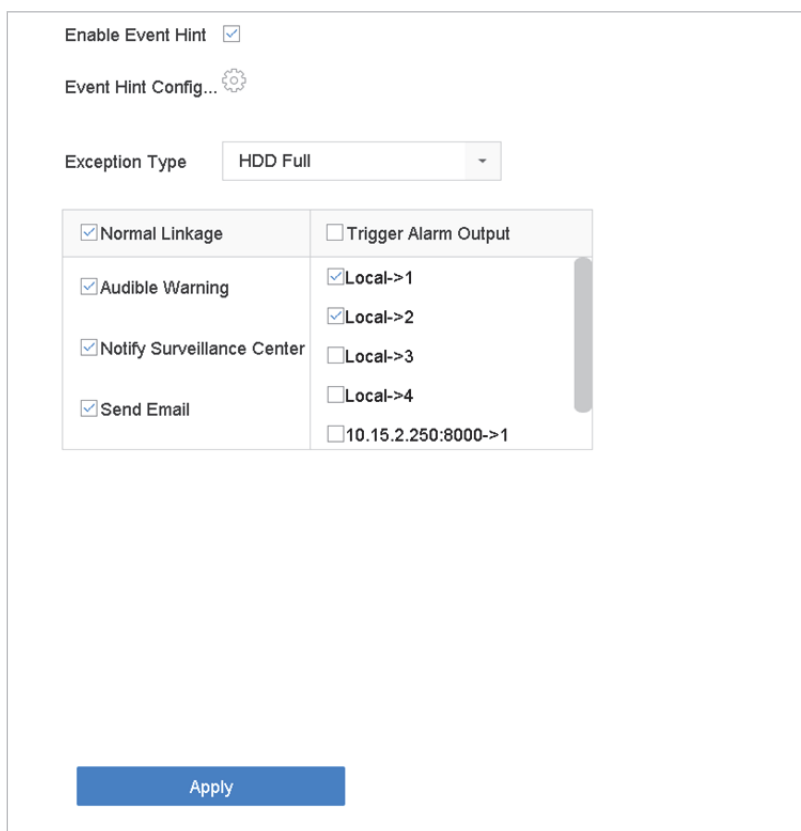 Enable Event Hint
Event Hint Config...
Exception Type HDD Full
Normal Linkage Trigger Alarm Output
Audible Warning
Notify Surveillance Center
Send Email
Local->1
Local->2
Local->3
Local->4
10.15.2.250:8000->1
Apply